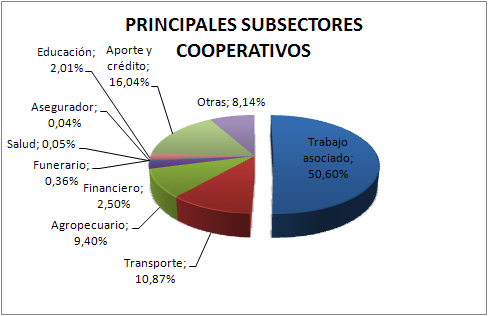 PRINCIPALES SUBSECTORES
COOPERATIVOS
Educación;
2,01%
Aporte y
crédito;
16,04%
Otras; 8,14%
Asegurador;
0,04%
Salud; 0,05%
Funerario;
0,36%
Financiero;
2,50%
Agropecuario;
9,40%
Transporte;
10,87%
Trabajo
asociado;
50,60%